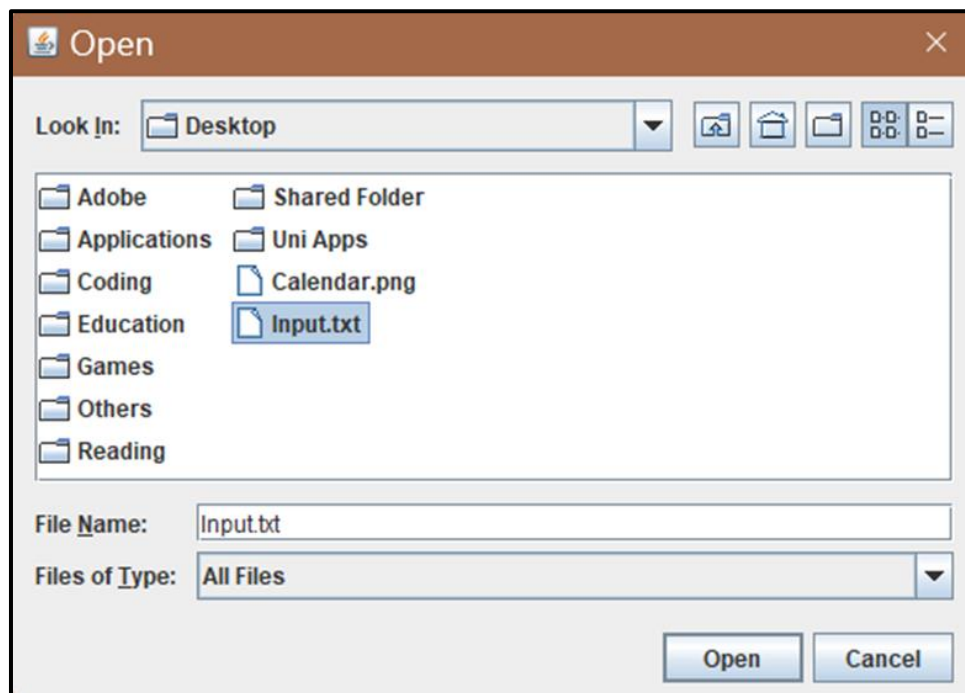 Open
Look In: Desktop
Adobe Shared Folder
Applications Uni Apps
Coding Calendar.png
Education Input.txt
Games
Others
Reading
File Name: Input.txt
Files of Type: All Files
Open Cancel